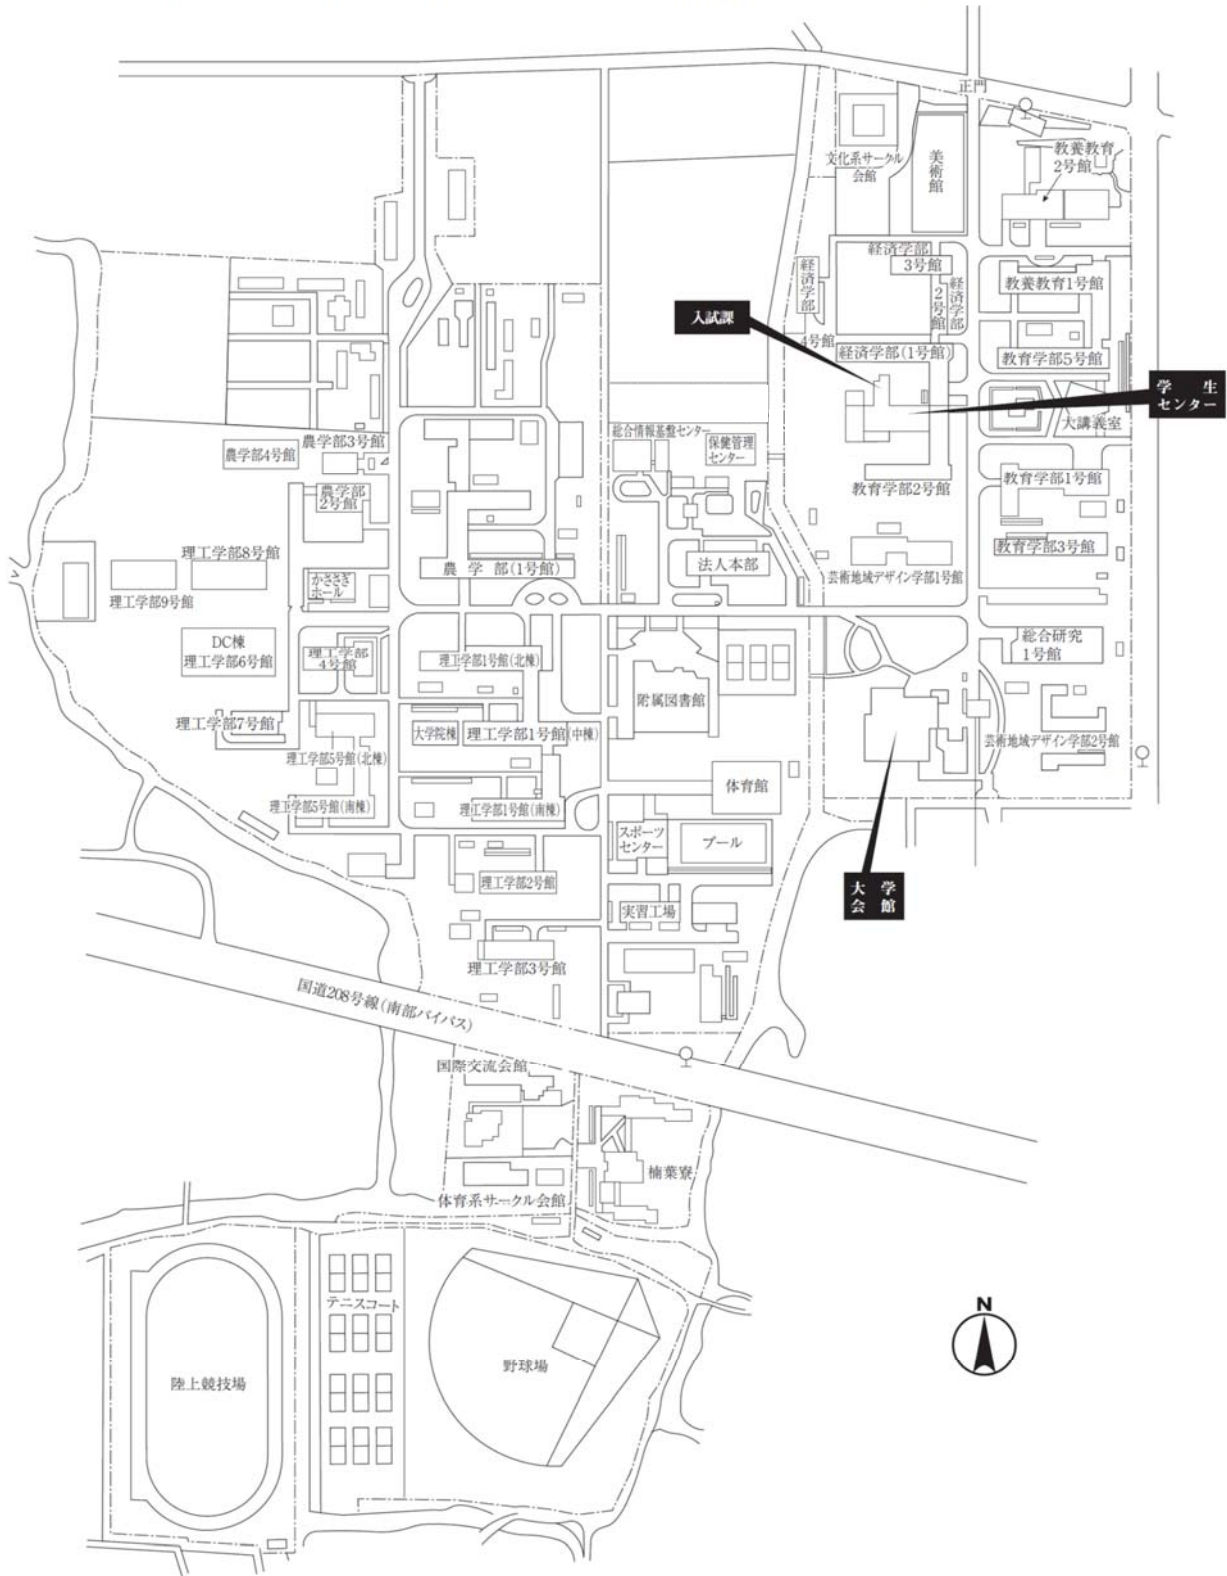 正門
文化系サークル
会館
美術館
教養教育
2号館
経済学部
3号館
経済学部
4号館
経済学部
2号館
教養教育1号館
入試課
経済学部(1号館)
教育学部5号館
学生
センター
大講義室
総合情報基盤センター
保健管理
センター
農学部3号館
農学部4号館
農学部
2号館
教育学部2号館
教育学部1号館
教育学部3号館
理工学部8号館
農学部(1号館)
法人本部
芸術地域デザイン学部1号館
かささぎ
ホール
理工学部9号館
DC棟
理工学部6号館
理工学部
4号館
理工学部1号館(北棟)
総合研究
1号館
附属図書館
理工学部7号館
大学院棟
理工学部1号館(中棟)
芸術地域デザイン学部2号館
理工学部5号館(北棟)
体育館
理工学部5号館(南棟)
理工学部1号館(南棟)
スポーツ
センター
プール
理工学部2号館
大学
会館
実習工場
理工学部3号館
国道208号線(南部バイパス)
国際交流会館
楠葉寮
体育系サークル会館
テニスコート
野球場
陸上競技場
N